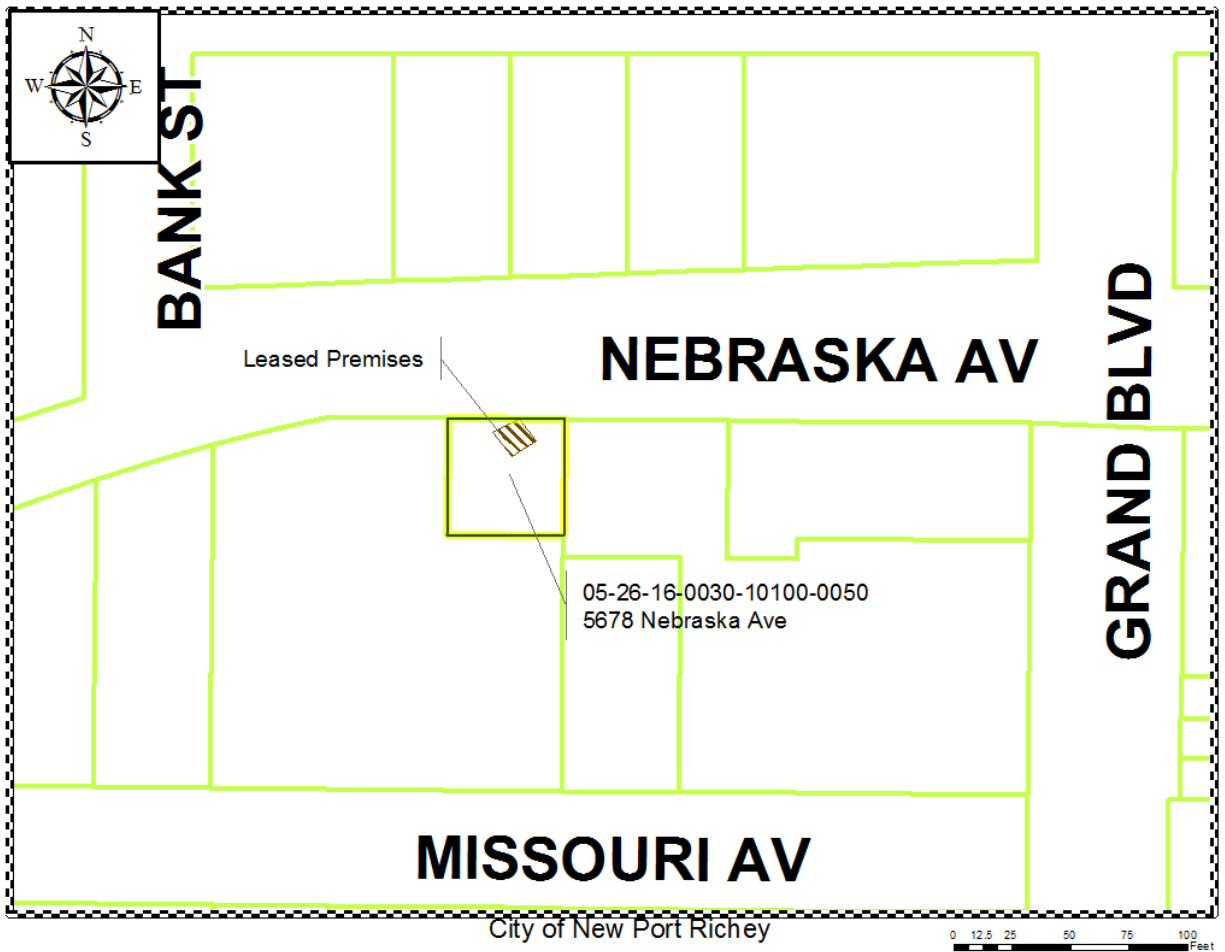 N
W E
S
BANK ST
Leased Premises
NEBRASKA AV
GRAND BLVD
05-26-16-0030-10100-0050
5678 Nebraska Ave
MISSOURI AV
City of New Port Richey
0 12.5 25 50 75 100
Feet